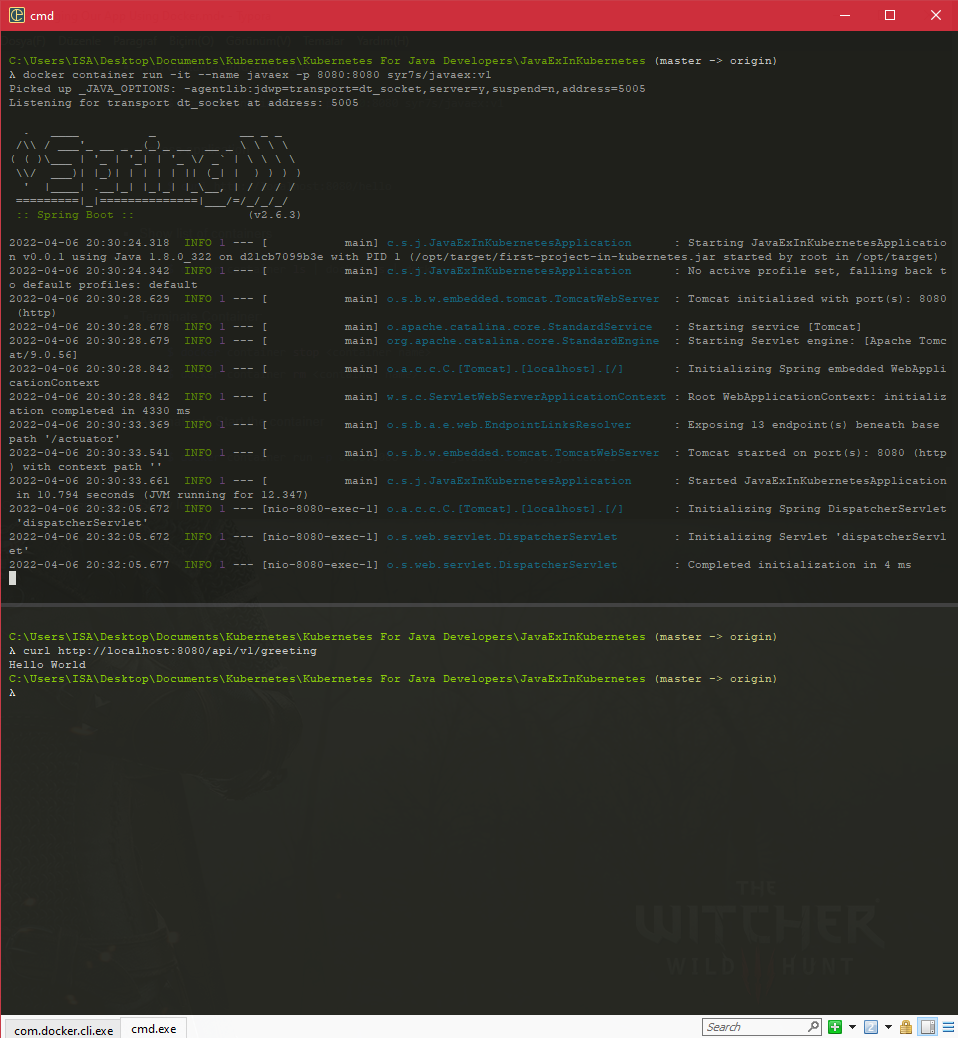 cmd
C:\Users\ISA\Desktop\Documents\Kubernetes\Kubernetes For Java Developers\JavaExInKubernetes (master -> origin)
λ docker container run -it --name javaex -p 8080:8080 syr7s/javaex:v1
Picked up _JAVA_OPTIONS: -agentlib:jdwp=transport=dt_socket,server=y,suspend=n,address=5005
Listening for transport dt_socket at address: 5005
:: Spring Boot :: (v2.6.3)
2022-04-06 20:30:24.318 INFO 1 --- [ main] c.s.j.JavaExInKubernetesApplication : Starting JavaExInKubernetesApplicatio
n v0.0.1 using Java 1.8.0_322 on d21cb7099b3e with PID 1 (/opt/target/first-project-in-kubernetes.jar started by root in /opt/target)
2022-04-06 20:30:24.342 INFO 1 --- [ main] c.s.j.JavaExInKubernetesApplication : No active profile set, falling back t
o default profiles: default
2022-04-06 20:30:28.629 INFO 1 --- [ main] o.s.b.w.embedded.tomcat.TomcatWebServer : Tomcat initialized with port(s): 8080
(http)
2022-04-06 20:30:28.678 INFO 1 --- [ main] o.apache.catalina.core.StandardService : Starting service [Tomcat]
2022-04-06 20:30:28.679 INFO 1 --- [ main] org.apache.catalina.core.StandardEngine : Starting Servlet engine: [Apache Tomc
at/9.0.56]
2022-04-06 20:30:28.842 INFO 1 --- [ main] o.a.c.c.C.[Tomcat].[localhost].[/] : Initializing Spring embedded WebAppli
cationContext
2022-04-06 20:30:28.842 INFO 1 --- [ main] w.s.c.ServletWebServerApplicationContext : Root WebApplicationContext: initializ
ation completed in 4330 ms
2022-04-06 20:30:33.369 INFO 1 --- [ main] o.s.b.a.e.web.EndpointLinksResolver : Exposing 13 endpoint(s) beneath base
path '/actuator'
2022-04-06 20:30:33.541 INFO 1 --- [ main] o.s.b.w.embedded.tomcat.TomcatWebServer : Tomcat started on port(s): 8080 (http
) with context path ''
2022-04-06 20:30:33.661 INFO 1 --- [ main] c.s.j.JavaExInKubernetesApplication : Started JavaExInKubernetesApplication
in 10.794 seconds (JVM running for 12.347)
2022-04-06 20:32:05.672 INFO 1 --- [nio-8080-exec-1] o.a.c.c.C.[Tomcat].[localhost].[/] : Initializing Spring DispatcherServlet
'dispatcherServlet'
2022-04-06 20:32:05.672 INFO 1 --- [nio-8080-exec-1] o.s.web.servlet.DispatcherServlet : Initializing Servlet 'dispatcherServl
et'
2022-04-06 20:32:05.677 INFO 1 --- [nio-8080-exec-1] o.s.web.servlet.DispatcherServlet : Completed initialization in 4 ms
C:\Users\ISA\Desktop\Documents\Kubernetes\Kubernetes For Java Developers\JavaExInKubernetes (master -> origin)
λ curl http://localhost:8080/api/v1/greeting
Hello World
C:\Users\ISA\Desktop\Documents\Kubernetes\Kubernetes For Java Developers\JavaExInKubernetes (master -> origin)
λ
THE
WITCHER
WILD HUNT
com.docker.cli.exe cmd.exe Search